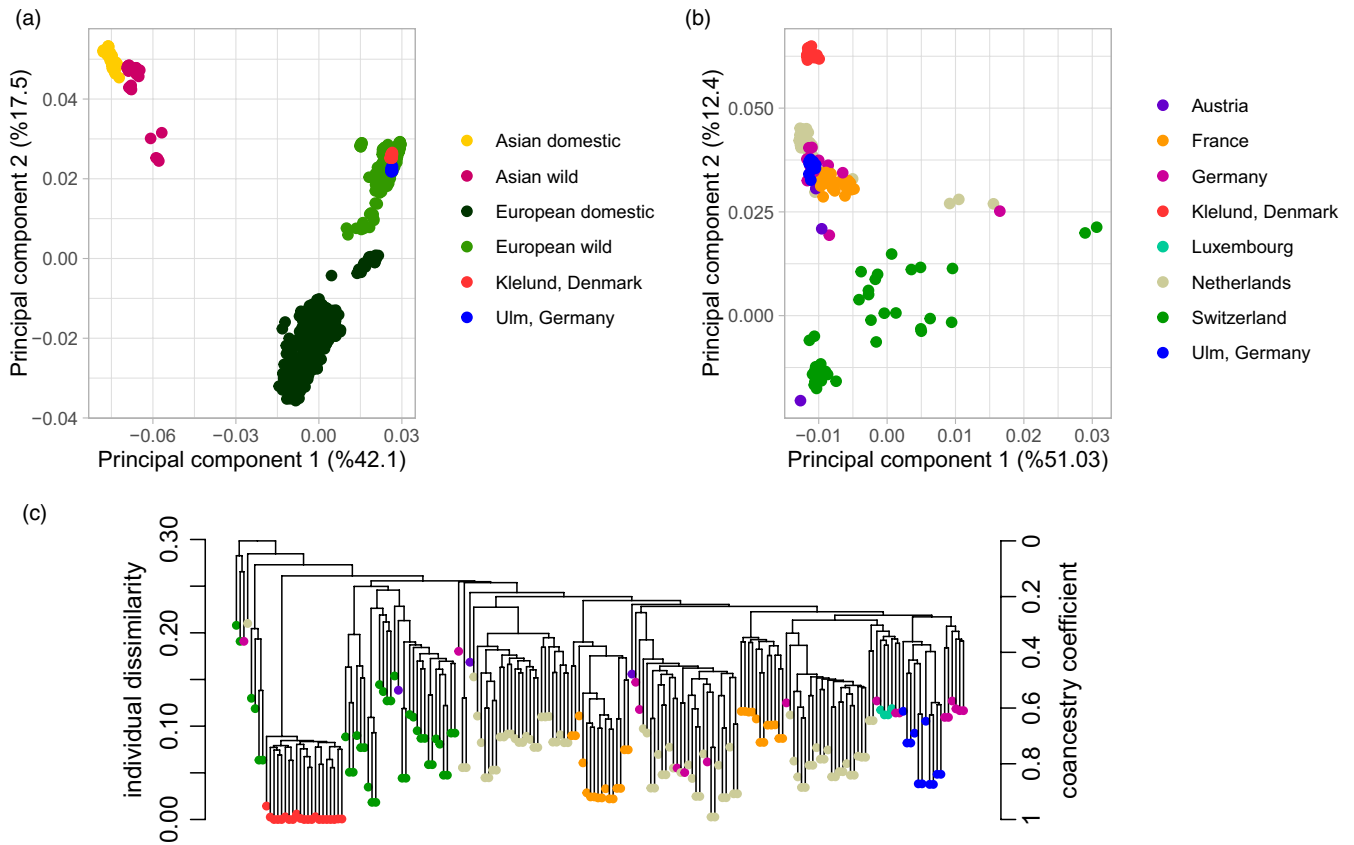 (a)
Principal component 2 (%17.5)
0.04
0.02
0.00
−0.02
−0.04
−0.06
−0.03
0.00
0.03
Principal component 1 (%42.1)
Asian domestic
Asian wild
European domestic
European wild
Klelund, Denmark
Ulm, Germany
(b)
Principal component 2 (%12.4)
0.050
0.025
0.000
−0.01
0.00
0.01
0.02
0.03
Principal component 1 (%51.03)
Austria
France
Germany
Klelund, Denmark
Luxembourg
Netherlands
Switzerland
Ulm, Germany
(c)
individual dissimilarity
0.30
0.20
0.10
0.00
0
0.2
0.4
0.6
0.8
1
coancestry coefficient